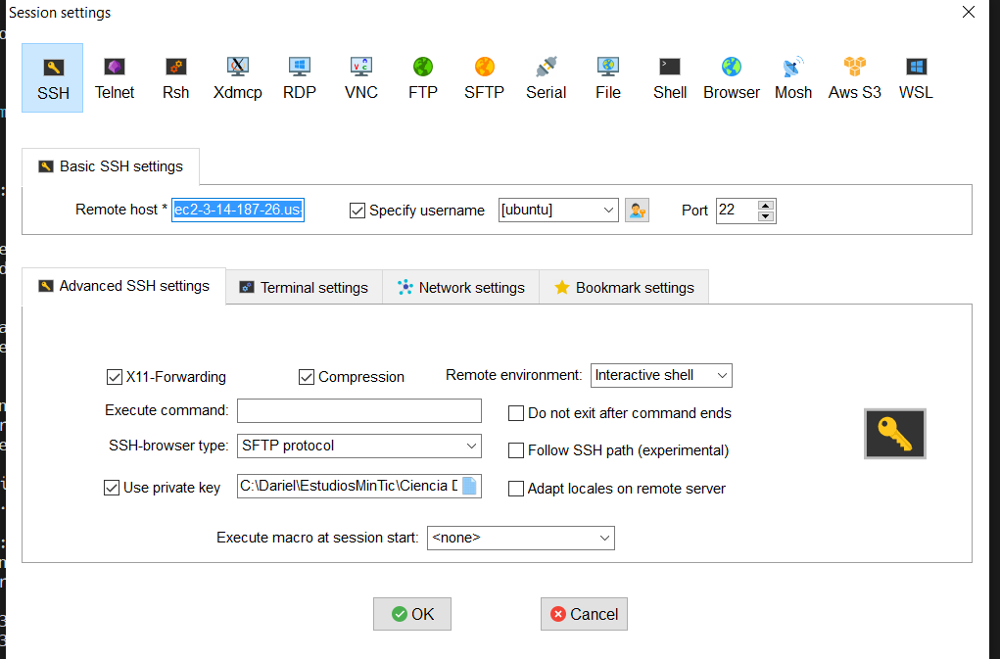 Session settings
SSH Telnet Rsh Xdmcp RDP VNC FTP SFTP Serial File Shell Browser Mosh Aws S3 WSL
Basic SSH settings
Remote host * ec2-3-14-187-26.us- Specify username [ubuntu] Port 22
Advanced SSH settings Terminal settings Network settings Bookmark settings
X11-Forwarding Compression Remote environment: Interactive shell
Execute command: Do not exit after command ends
SSH-browser type: SFTP protocol Follow SSH path (experimental)
Use private key C:\Dariel\EstudiosMinTic\Ciencia Adapt locales on remote server
Execute macro at session start: <none>
OK Cancel